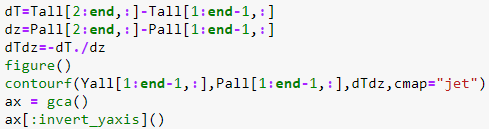 dT=Tall[2:end,:]-Tall[1:end-1,:]
dz=Pall[2:end,:]-Pall[1:end-1,:]
dTdz=-dT./dz
figure()
contourf(Yall[1:end-1,:],Pall[1:end-1,:],dTdz,cmap="jet")
ax = gca()
ax[:invert_yaxis]()